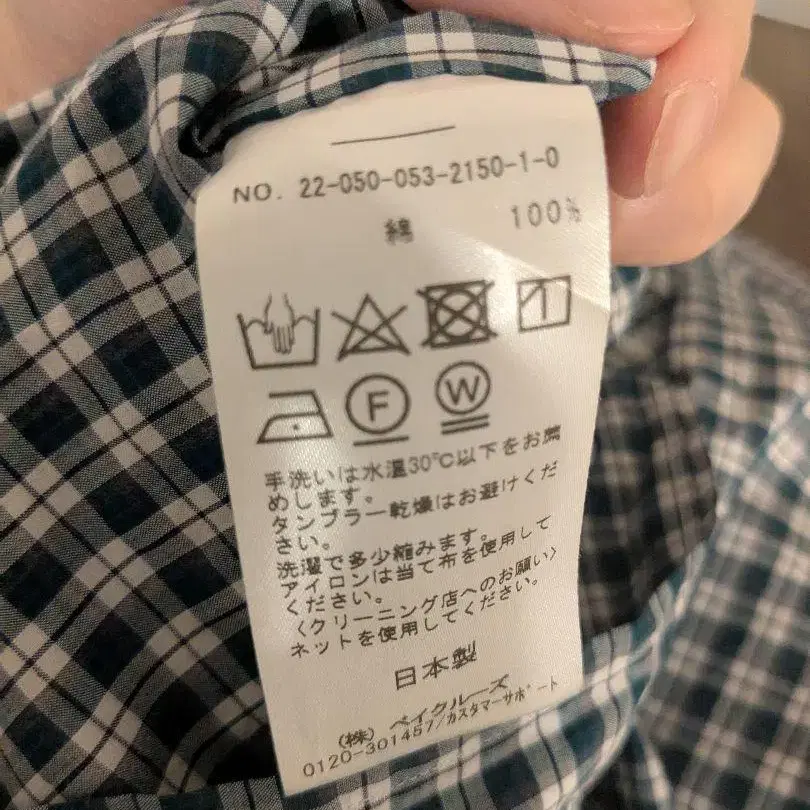 NO. 22-050-053-2150-1-0
綿 100%
F W
手洗いは水温30℃以下をお薦
めします。
タンブラー乾燥はお避けくだ
さい。
洗濯で多少縮みます。
アイロンは当て布を使用して
ください。
〈クリーニング店へのお願い〉
ネットを使用してください。
日本製
(株) ベイクルーズ
0120-301457/カスタマーサポート